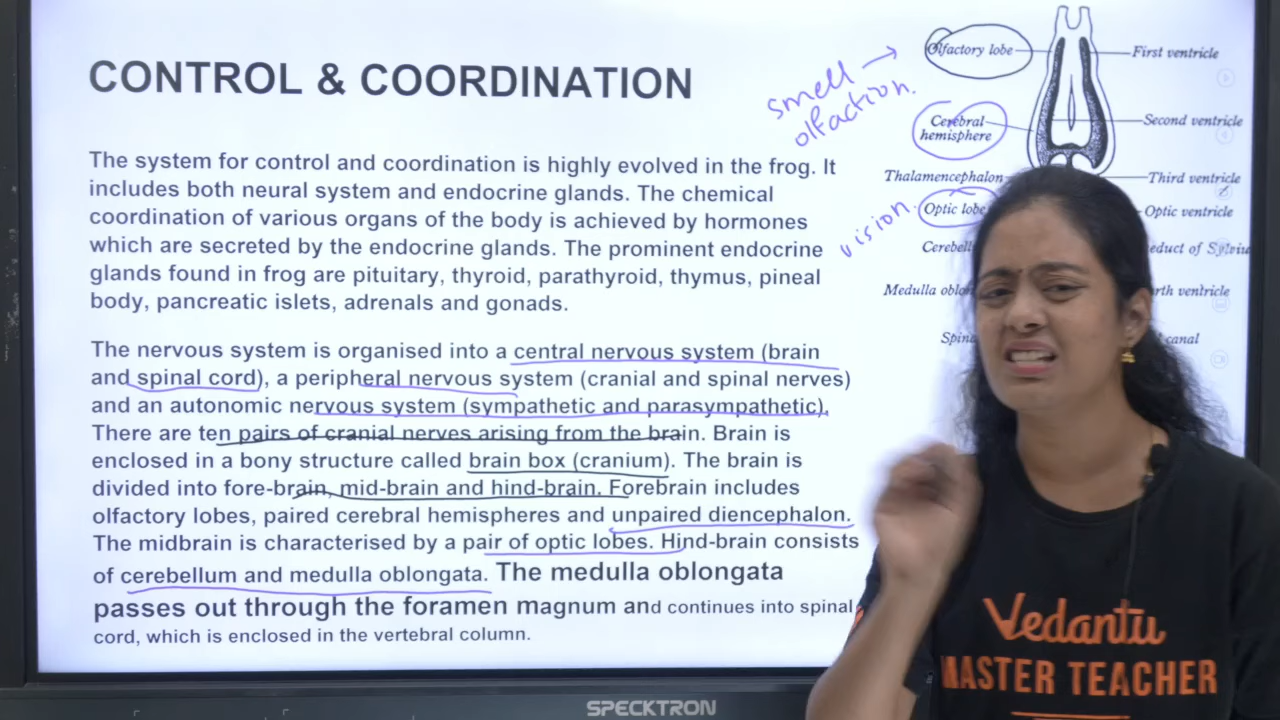 CONTROL & COORDINATION
The system for control and coordination is highly evolved in the frog. It
includes both neural system and endocrine glands. The chemical
coordination of various organs of the body is achieved by hormones
which are secreted by the endocrine glands. The prominent endocrine
glands found in frog are pituitary, thyroid, parathyroid, thymus, pineal
body, pancreatic islets, adrenals and gonads.
The nervous system is organised into a central nervous system (brain
and spinal cord), a peripheral nervous system (cranial and spinal nerves)
and an autonomic nervous system (sympathetic and parasympathetic).
There are ten pairs of cranial nerves arising from the brain. Brain is
enclosed in a bony structure called brain box (cranium). The brain is
divided into fore-brain, mid-brain and hind-brain. Forebrain includes
olfactory lobes, paired cerebral hemispheres and unpaired diencephalon.
The midbrain is characterised by a pair of optic lobes. Hind-brain consists
of cerebellum and medulla oblongata. The medulla oblongata
passes out through the foramen magnum and continues into spinal
cord, which is enclosed in the vertebral column.
smell →
olfaction.
vision.
Olfactory lobe
First ventricle
Cerebral
hemisphere
Second ventricle
Thalamencephalon
Third ventricle
Optic lobe
Optic ventricle
Cerebell
educt of Sylvius
Medulla oblon
rth ventricle
Spin
canal
Vedantu
MASTER TEACHER
SPECKTRON